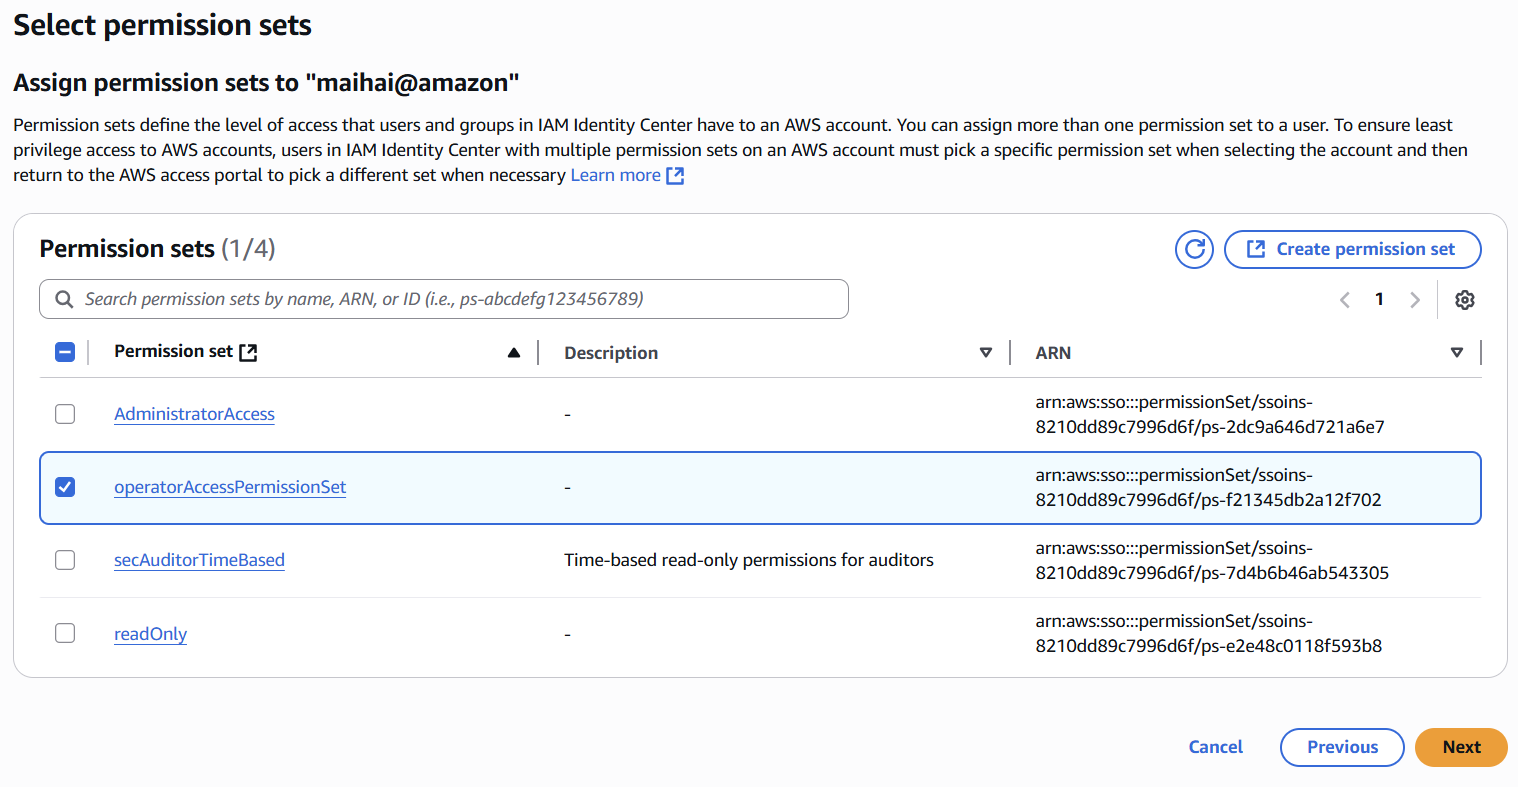 Select permission sets
Assign permission sets to "maihai@amazon"
Permission sets define the level of access that users and groups in IAM Identity Center have to an AWS account. You can assign more than one permission set to a user. To ensure least
privilege access to AWS accounts, users in IAM Identity Center with multiple permission sets on an AWS account must pick a specific permission set when selecting the account and then
return to the AWS access portal to pick a different set when necessary Learn more
Permission sets (1/4)
Create permission set
Search permission sets by name, ARN, or ID (i.e., ps-abcdefg123456789)
1
Permission set
Description
ARN
AdministratorAccess
-
arn:aws:sso:::permissionSet/ssoins-
8210dd89c7996d6f/ps-2dc9a646d721a6e7
operatorAccessPermissionSet
-
arn:aws:sso:::permissionSet/ssoins-
8210dd89c7996d6f/ps-f21345db2a12f702
secAuditorTimeBased
Time-based read-only permissions for auditors
arn:aws:sso:::permissionSet/ssoins-
8210dd89c7996d6f/ps-7d4b6b46ab543305
readOnly
-
arn:aws:sso:::permissionSet/ssoins-
8210dd89c7996d6f/ps-e2e48c0118f593b8
Cancel
Previous
Next